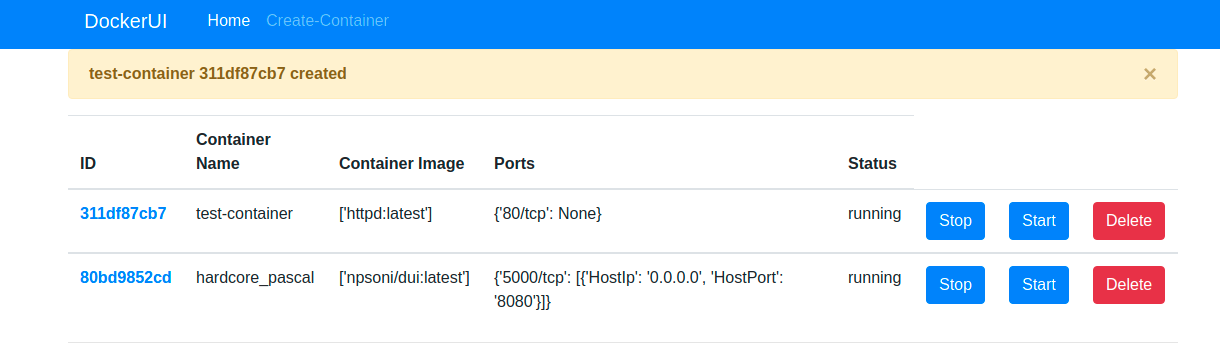 DockerUI Home Create-Container
test-container 311df87cb7 created ×
Container
ID Name Container Image Ports Status
311df87cb7 test-container ['httpd:latest'] {'80/tcp': None} running Stop Start Delete
80bd9852cd hardcore_pascal ['npsoni/dui:latest'] {'5000/tcp': [{'HostIp': '0.0.0.0', 'HostPort': running Stop Start Delete
'8080'}]}